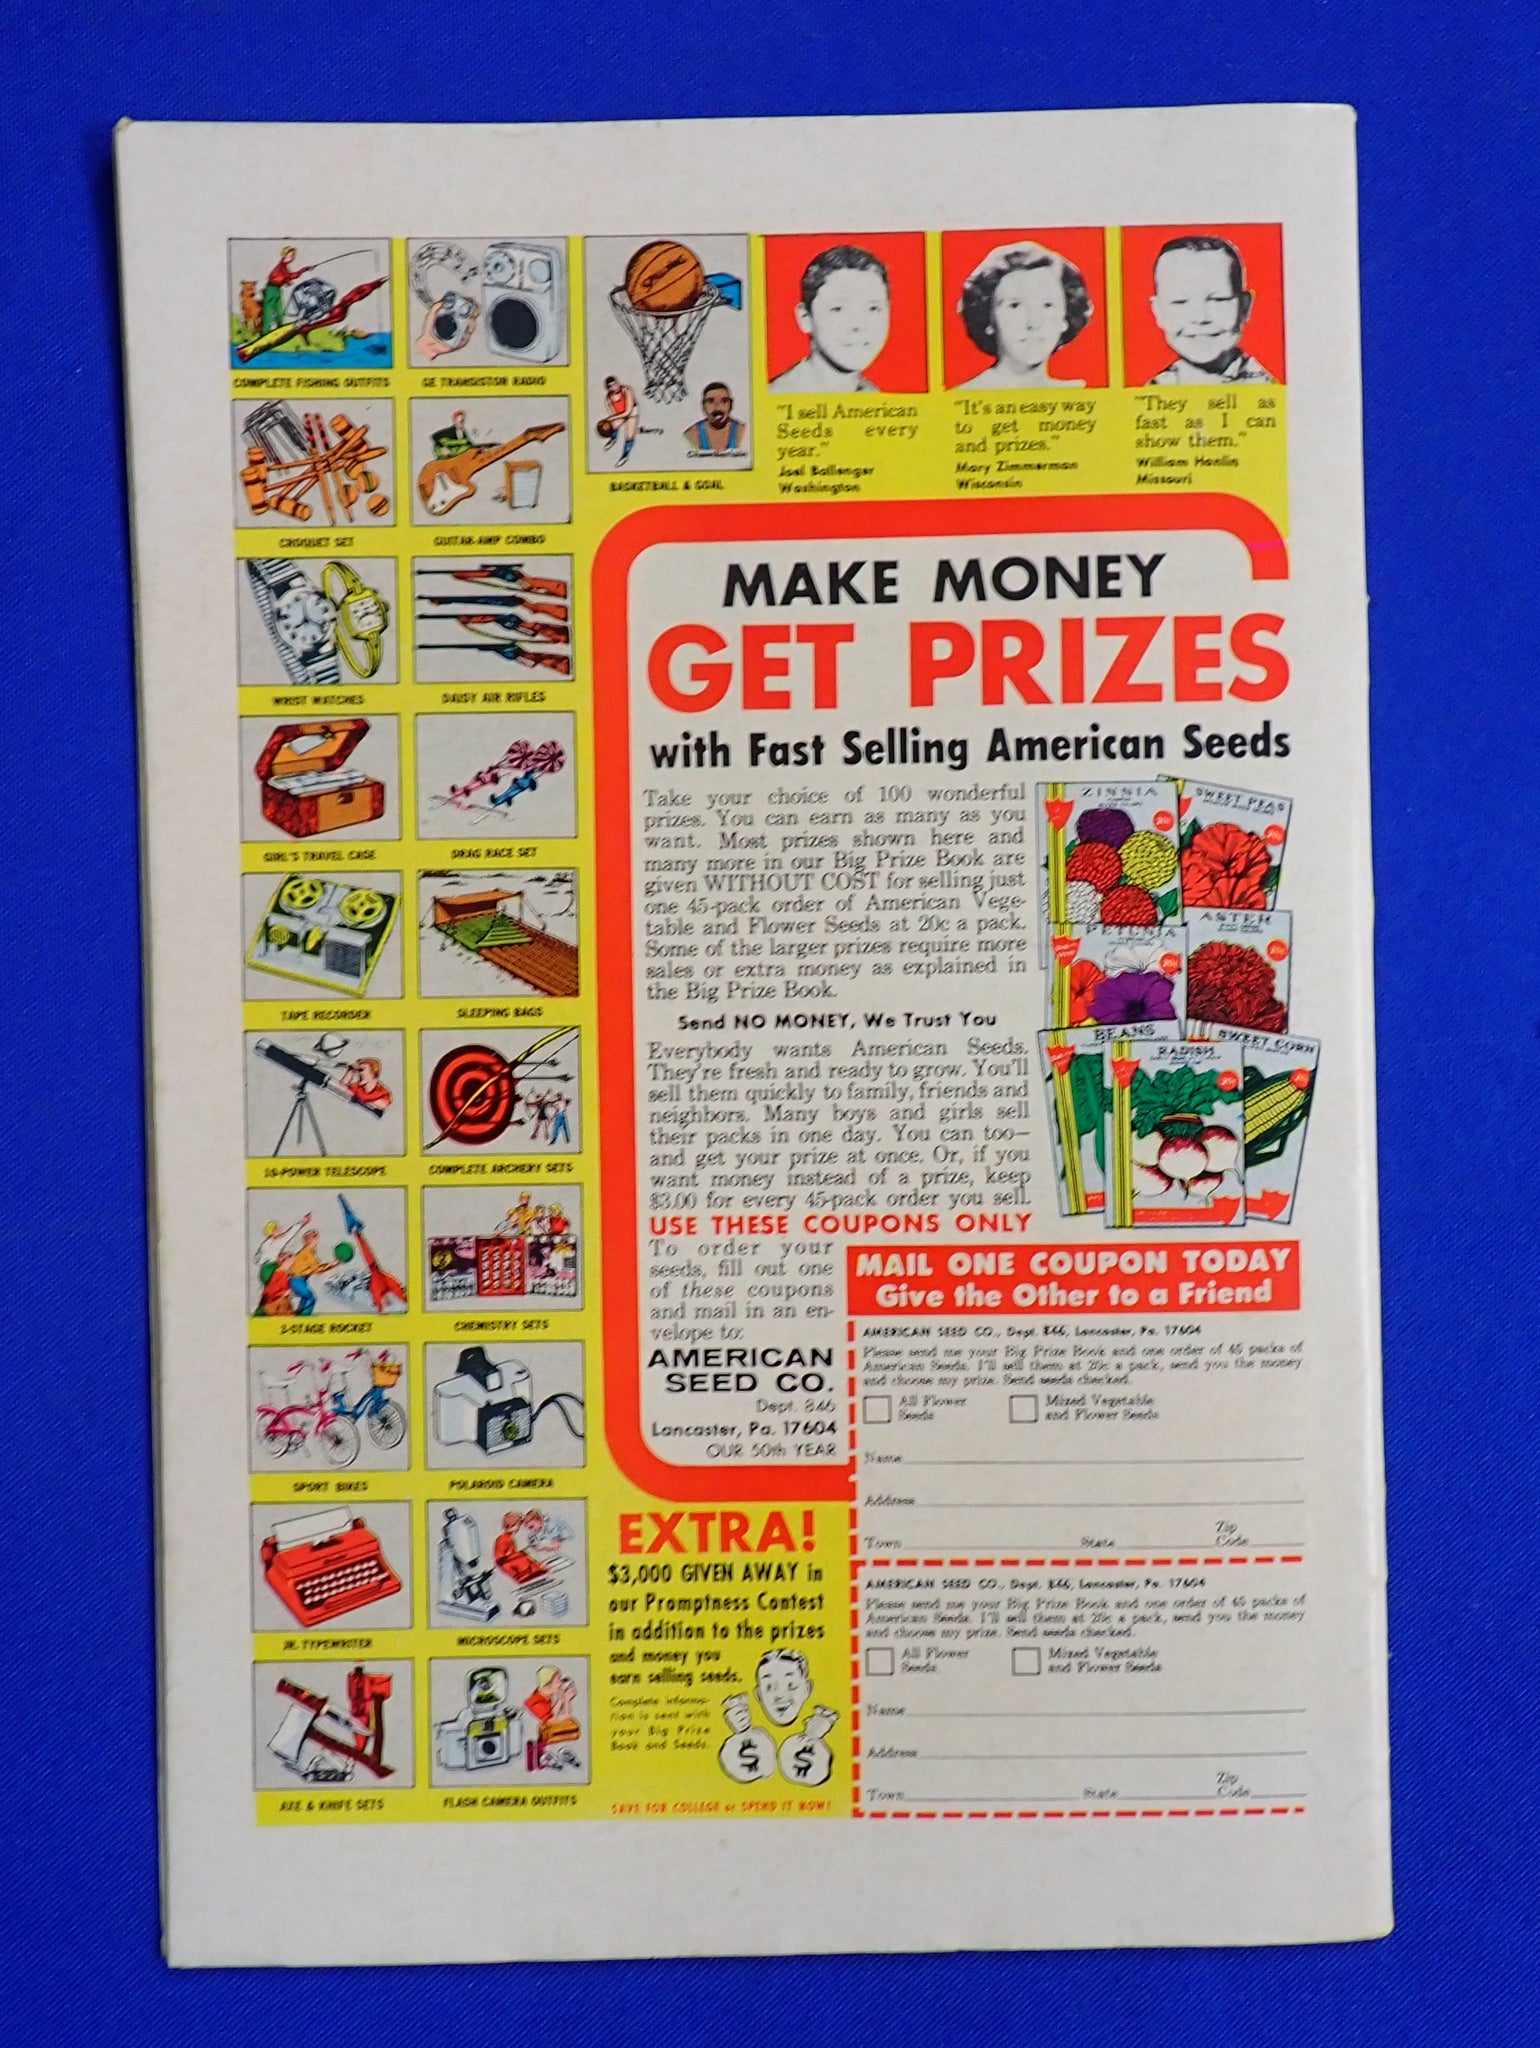 COMPLETE FISHING OUTFITS
GE TRANSISTOR RADIO
Barry
Chamberlain
BASKETBALL & GOAL
CROQUET SET
GUITAR-AMP COMBO
WRIST WATCHES
DAISY AIR RIFLES
GIRL'S TRAVEL CASE
DRAG RACE SET
TAPE RECORDER
SLEEPING BAGS
30-POWER TELESCOPE
COMPLETE ARCHERY SETS
2-STAGE ROCKET
CHEMISTRY SETS
SPORT BIKES
POLAROID CAMERA
JR. TYPEWRITER
MICROSCOPE SETS
AXE & KNIFE SETS
FLASH CAMERA OUTFITS
"I sell American
Seeds every
year."
Joel Ballenger
Washington
"It's an easy way
to get money
and prizes."
Mary Zimmerman
Wisconsin
"They sell as
fast as I can
show them."
William Hanlin
Missouri
MAKE MONEY
GET PRIZES
with Fast Selling American Seeds
Take your choice of 100 wonderful
prizes. You can earn as many as you
want. Most prizes shown here and
many more in our Big Prize Book are
given WITHOUT COST for selling just
one 45-pack order of American Vege-
table and Flower Seeds at 20c a pack.
Some of the larger prizes require more
sales or extra money as explained in
the Big Prize Book.
Send NO MONEY, We Trust You
Everybody wants American Seeds.
They're fresh and ready to grow. You'll
sell them quickly to family, friends and
neighbors. Many boys and girls sell
their packs in one day. You can too—
and get your prize at once. Or, if you
want money instead of a prize, keep
$3.00 for every 45-pack order you sell.
USE THESE COUPONS ONLY
To order your
seeds, fill out one
of these coupons
and mail in an en-
velope to:
AMERICAN
SEED CO.
Dept. 846
Lancaster, Pa. 17604
OUR 50th YEAR
ZINNIA
SWEET PEAS
PETUNIA
ASTER
BEANS
RADISH
SWEET CORN
MAIL ONE COUPON TODAY
Give the Other to a Friend
AMERICAN SEED CO., Dept. 846, Lancaster, Pa. 17604
Please send me your Big Prize Book and one order of 45 packs of
American Seeds. I'll sell them at 20c a pack, send you the money
and choose my prize. Send seeds checked.
All Flower
Seeds
Mixed Vegetable
and Flower Seeds
Name
Address
Town State Zip
Code
AMERICAN SEED CO., Dept. 846, Lancaster, Pa. 17604
Please send me your Big Prize Book and one order of 45 packs of
American Seeds. I'll sell them at 20c a pack, send you the money
and choose my prize. Send seeds checked.
All Flower
Seeds
Mixed Vegetable
and Flower Seeds
Name
Address
Town State Zip
Code
EXTRA!
$3,000 GIVEN AWAY in
our Promptness Contest
in addition to the prizes
and money you
earn selling seeds.
Complete informa-
tion is sent with
your Big Prize
Book and Seeds.
$ $
SAVE FOR COLLEGE or SPEND IT NOW!